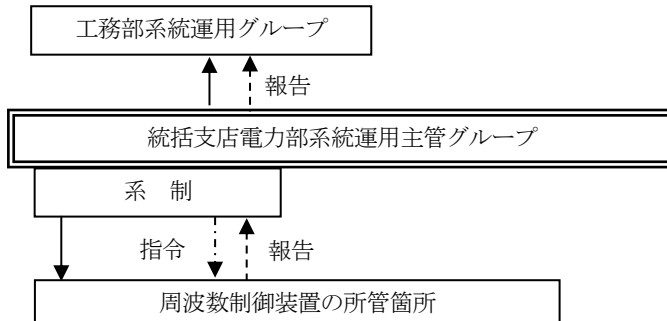 工務部系統運用グループ
報告
統括支店電力部系統運用主管グループ
系　制
指令
報告
周波数制御装置の所管箇所